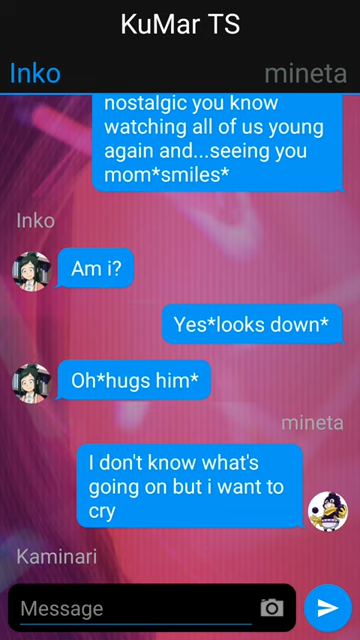 KuMar TS
Inko mineta
nostalgic you know
watching all of us young
again and...seeing you
mom*smiles*
Inko
Am i?
Yes*looks down*
Oh*hugs him*
mineta
I don't know what's
going on but i want to
cry
Kaminari
Message